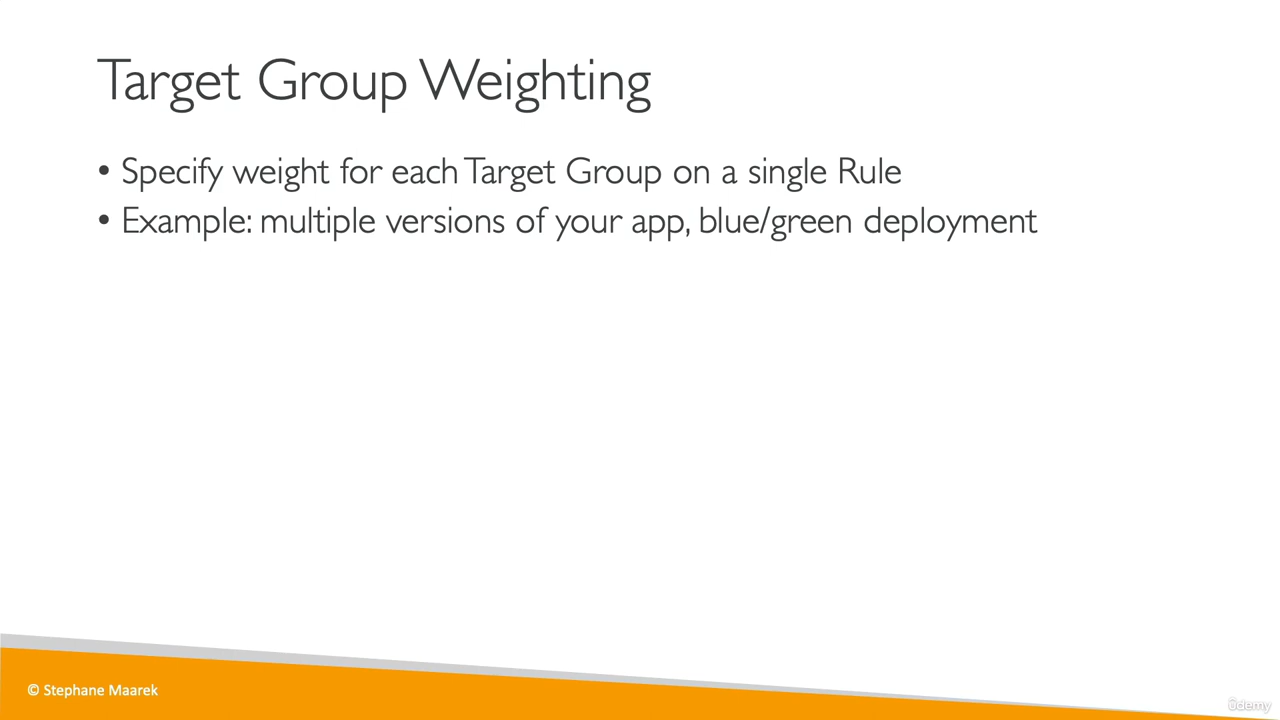 Target Group Weighting
• Specify weight for each Target Group on a single Rule
• Example: multiple versions of your app, blue/green deployment
© Stephane Maarek
ûdemy